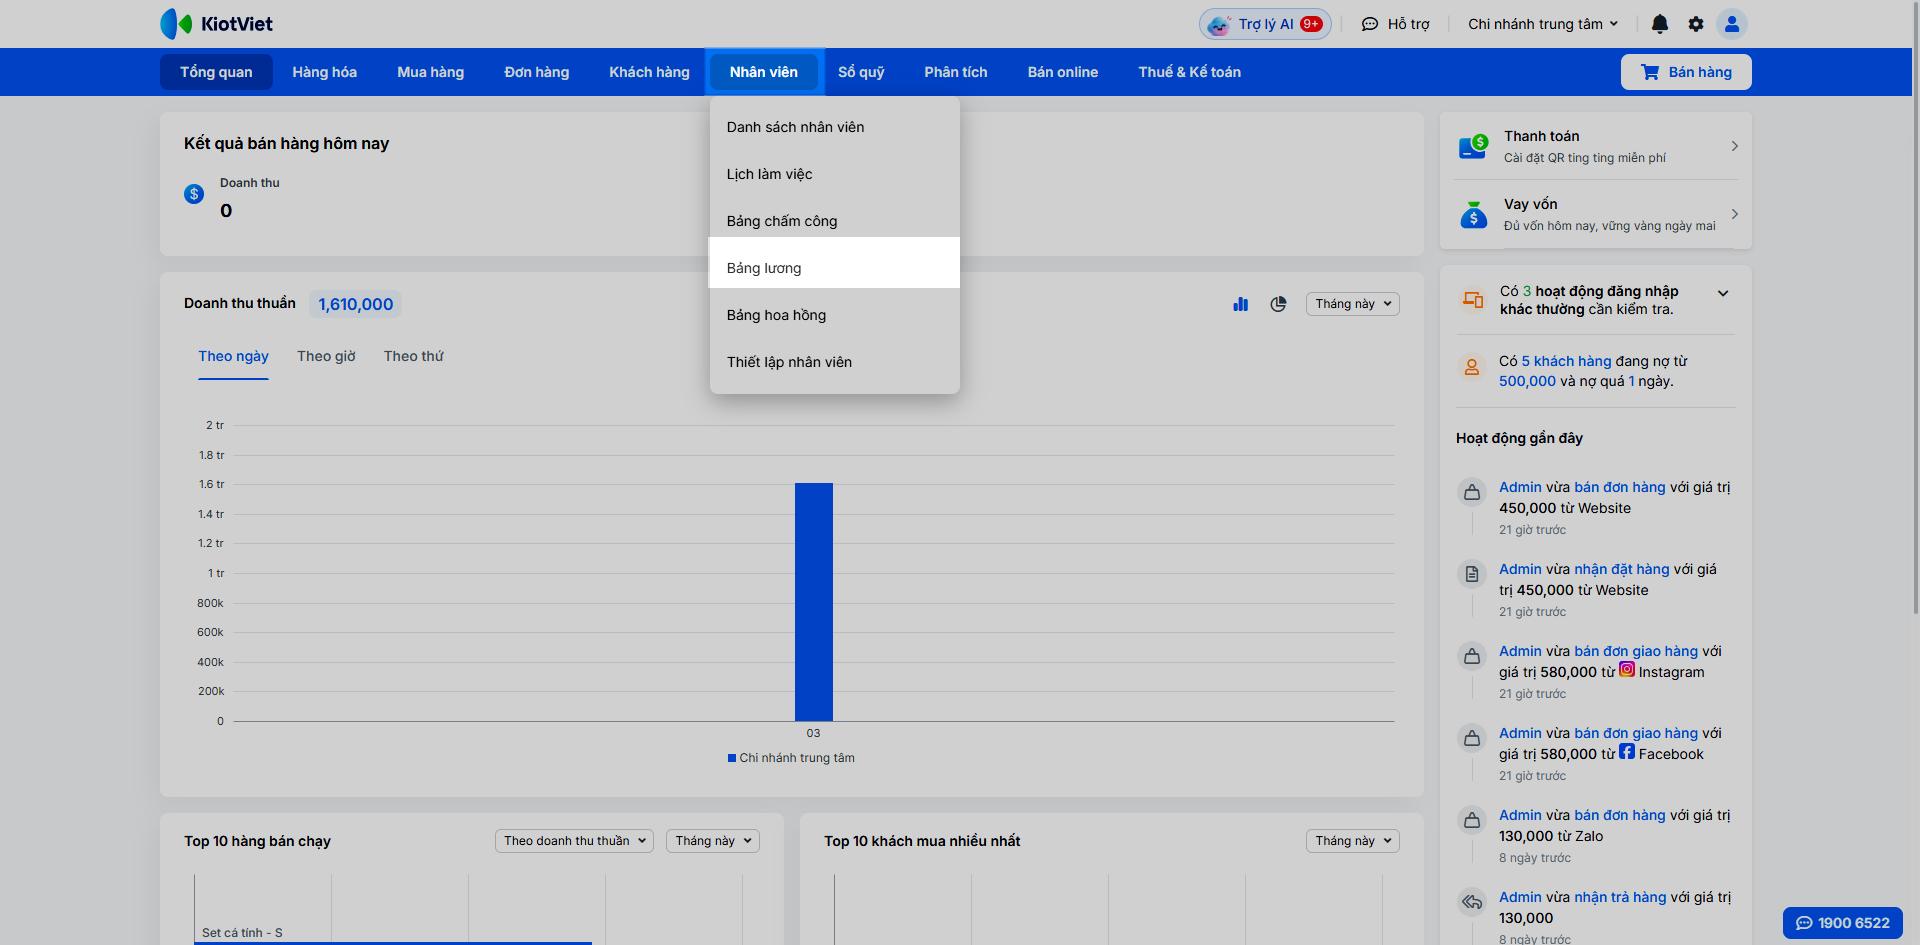 KiotViet
Trợ lý AI 9+
Hỗ trợ
Chi nhánh trung tâm
Tổng quan
Hàng hóa
Mua hàng
Đơn hàng
Khách hàng
Nhân viên
Sổ quỹ
Phân tích
Bán online
Thuế & Kế toán
Bán hàng
Danh sách nhân viên
Lịch làm việc
Bảng chấm công
Bảng lương
Bảng hoa hồng
Thiết lập nhân viên
Kết quả bán hàng hôm nay
Doanh thu
0
Doanh thu thuần 1,610,000
Tháng này
Theo ngày
Theo giờ
Theo thứ
2 tr
1.8 tr
1.6 tr
1.4 tr
1.2 tr
1 tr
800k
600k
400k
200k
0
03
Chi nhánh trung tâm
Top 10 hàng bán chạy
Theo doanh thu thuần
Tháng này
Set cá tính - S
Top 10 khách mua nhiều nhất
Tháng này
Thanh toán
Cài đặt QR ting ting miễn phí
Vay vốn
Đủ vốn hôm nay, vững vàng ngày mai
Có 3 hoạt động đăng nhập
khác thường cần kiểm tra.
Có 5 khách hàng đang nợ từ
500,000 và nợ quá 1 ngày.
Hoạt động gần đây
Admin vừa bán đơn hàng với giá trị
450,000 từ Website
21 giờ trước
Admin vừa nhận đặt hàng với giá
trị 450,000 từ Website
21 giờ trước
Admin vừa bán đơn giao hàng với
giá trị 580,000 từ Instagram
21 giờ trước
Admin vừa bán đơn giao hàng với
giá trị 580,000 từ Facebook
21 giờ trước
Admin vừa bán đơn hàng với giá trị
130,000 từ Zalo
8 ngày trước
Admin vừa nhận trả hàng với giá trị
130,000
8 ngày trước
1900 6522